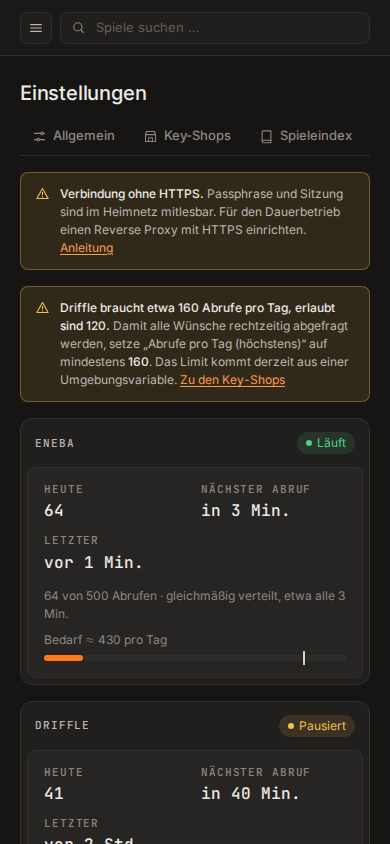 Spiele suchen ...
Einstellungen
Allgemein
Key-Shops
Spieleindex
Verbindung ohne HTTPS. Passphrase und Sitzung
sind im Heimnetz mitlesbar. Für den Dauerbetrieb
einen Reverse Proxy mit HTTPS einrichten.
Anleitung
Driffle braucht etwa 160 Abrufe pro Tag, erlaubt
sind 120. Damit alle Wünsche rechtzeitig abgefragt
werden, setze „Abrufe pro Tag (höchstens)“ auf
mindestens 160. Das Limit kommt derzeit aus einer
Umgebungsvariable. Zu den Key-Shops
ENEBA
Läuft
HEUTE
NÄCHSTER ABRUF
64
in 3 Min.
LETZTER
vor 1 Min.
64 von 500 Abrufen · gleichmäßig verteilt, etwa alle 3
Min.
Bedarf ≈ 430 pro Tag
DRIFFLE
Pausiert
HEUTE
NÄCHSTER ABRUF
41
in 40 Min.
LETZTER
vor 2 Std.